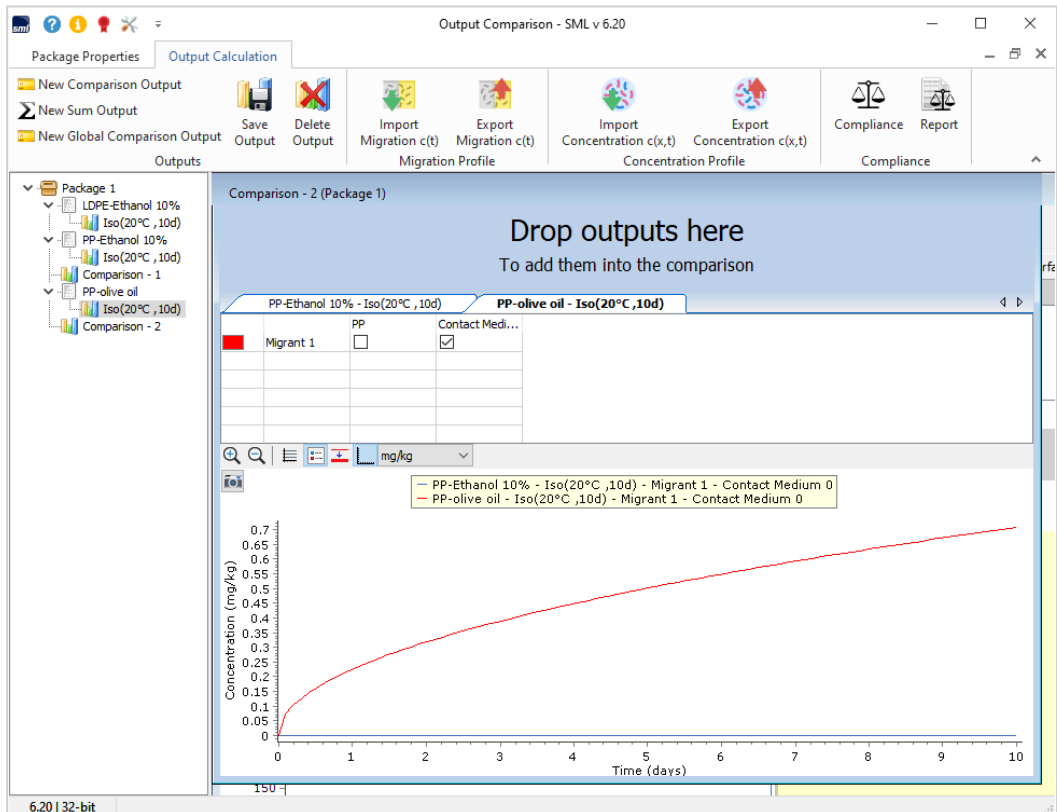 sml
Output Comparison - SML v 6.20
Package Properties
Output Calculation
New Comparison Output
New Sum Output
New Global Comparison Output
Save Output
Delete Output
Import Migration c(t)
Export Migration c(t)
Import Concentration c(x,t)
Export Concentration c(x,t)
Compliance
Report
Outputs
Migration Profile
Concentration Profile
Compliance
Package 1
LDPE-Ethanol 10%
Iso(20°C ,10d)
PP-Ethanol 10%
Iso(20°C ,10d)
Comparison - 1
PP-olive oil
Iso(20°C ,10d)
Comparison - 2
Comparison - 2 (Package 1)
Drop outputs here
To add them into the comparison
rfa
PP-Ethanol 10% - Iso(20°C ,10d)
PP-olive oil - Iso(20°C ,10d)
PP
Contact Medi...
Migrant 1
mg/kg
PP-Ethanol 10% - Iso(20°C ,10d) - Migrant 1 - Contact Medium 0
PP-olive oil - Iso(20°C ,10d) - Migrant 1 - Contact Medium 0
Concentration (mg/kg)
0.7
0.65
0.6
0.55
0.5
0.45
0.4
0.35
0.3
0.25
0.2
0.15
0.1
0.05
0
0 1 2 3 4 5 6 7 8 9 10
Time (days)
150
6.20 | 32-bit